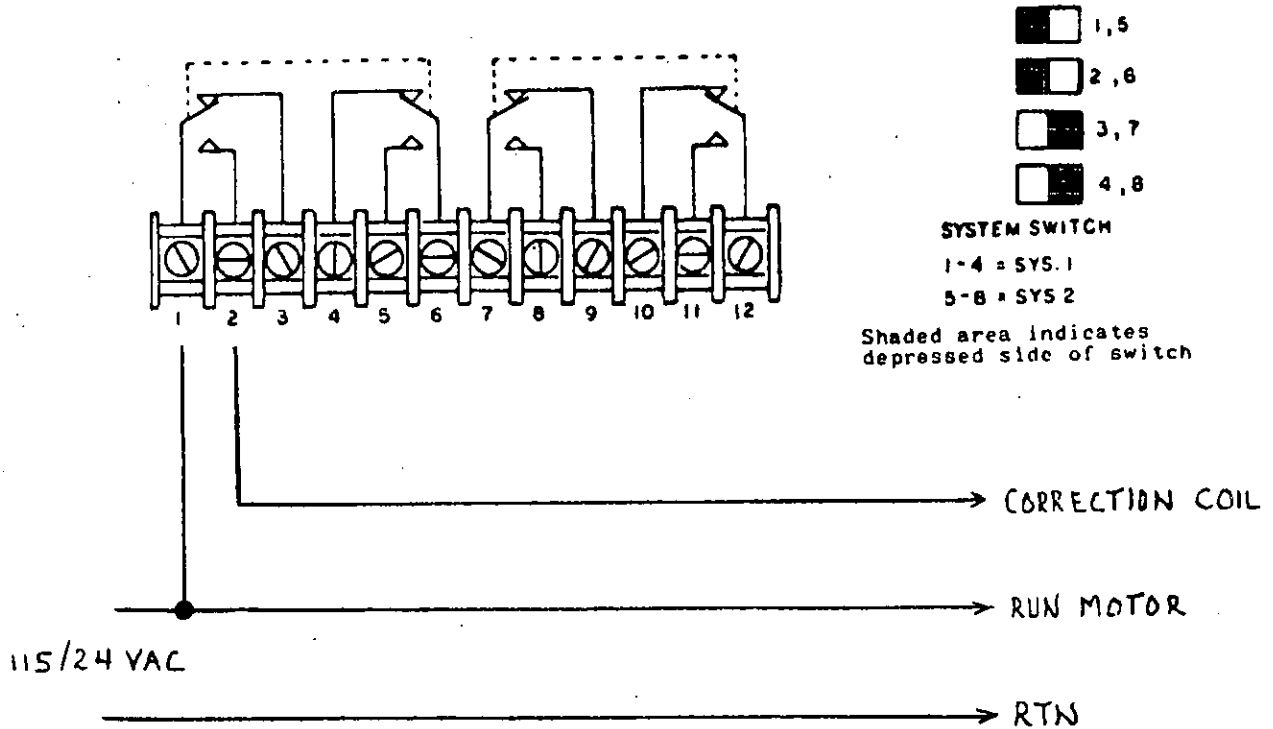 1,5
2,6
3,7
4,8
SYSTEM SWITCH
1-4 = SYS.1
5-8 = SYS 2
Shaded area indicates
depressed side of switch
1 2 3 4 5 6 7 8 9 10 11 12
CORRECTION COIL
RUN MOTOR
115/24 VAC
RTN